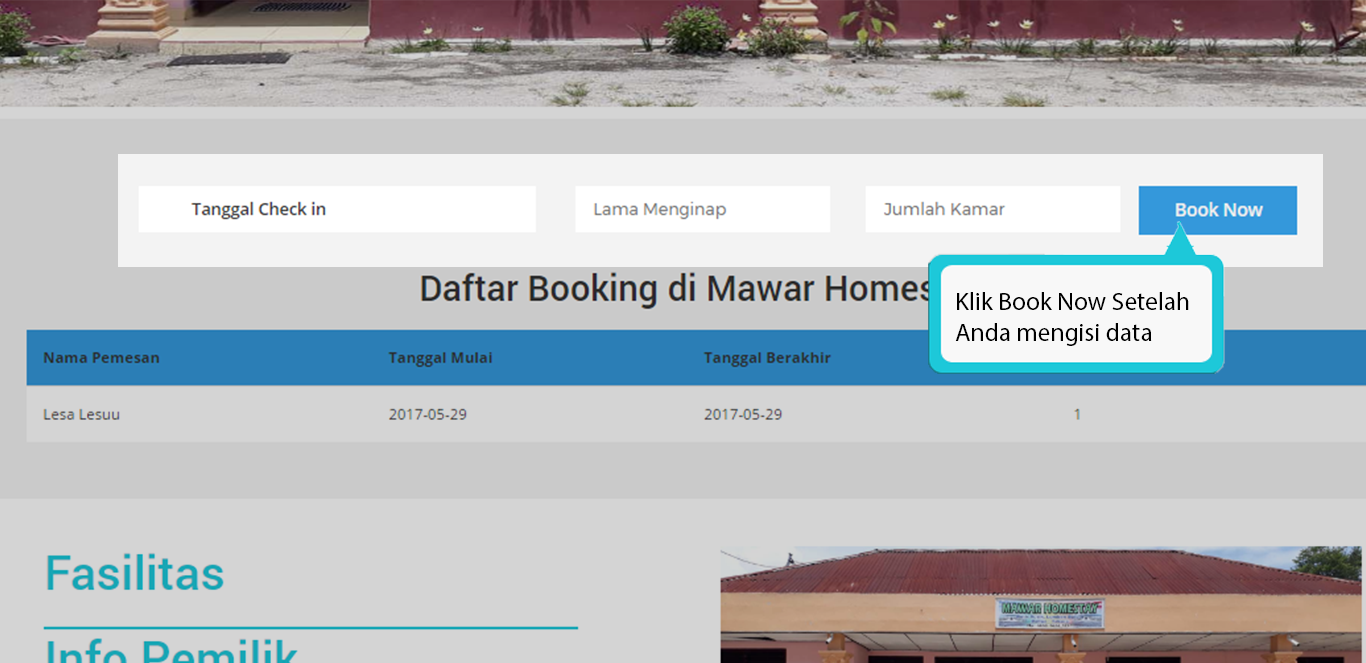 Tanggal Check in
Lama Menginap
Jumlah Kamar
Book Now
Klik Book Now Setelah
Anda mengisi data
Daftar Booking di Mawar Homes
Nama Pemesan
Tanggal Mulai
Tanggal Berakhir
Lesa Lesuu
2017-05-29
2017-05-29
1
Fasilitas
Info Pemilik
MAWAR HOMESTAY